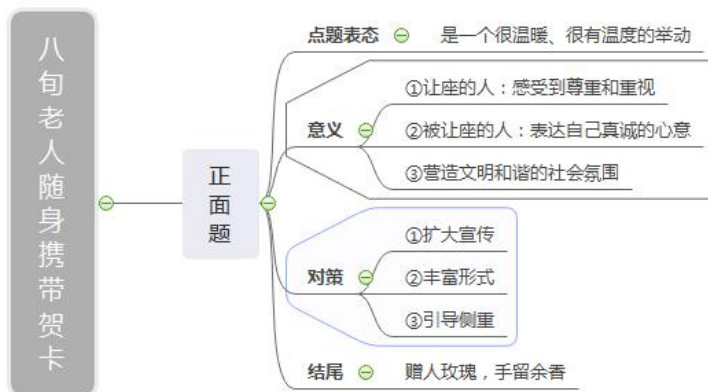 八旬老人随身携带贺卡
正面题
点题表态
是一个很温暖、很有温度的举动
意义
①让座的人：感受到尊重和重视
②被让座的人：表达自己真诚的心意
③营造文明和谐的社会氛围
对策
①扩大宣传
②丰富形式
③引导侧重
结尾
赠人玫瑰，手留余香